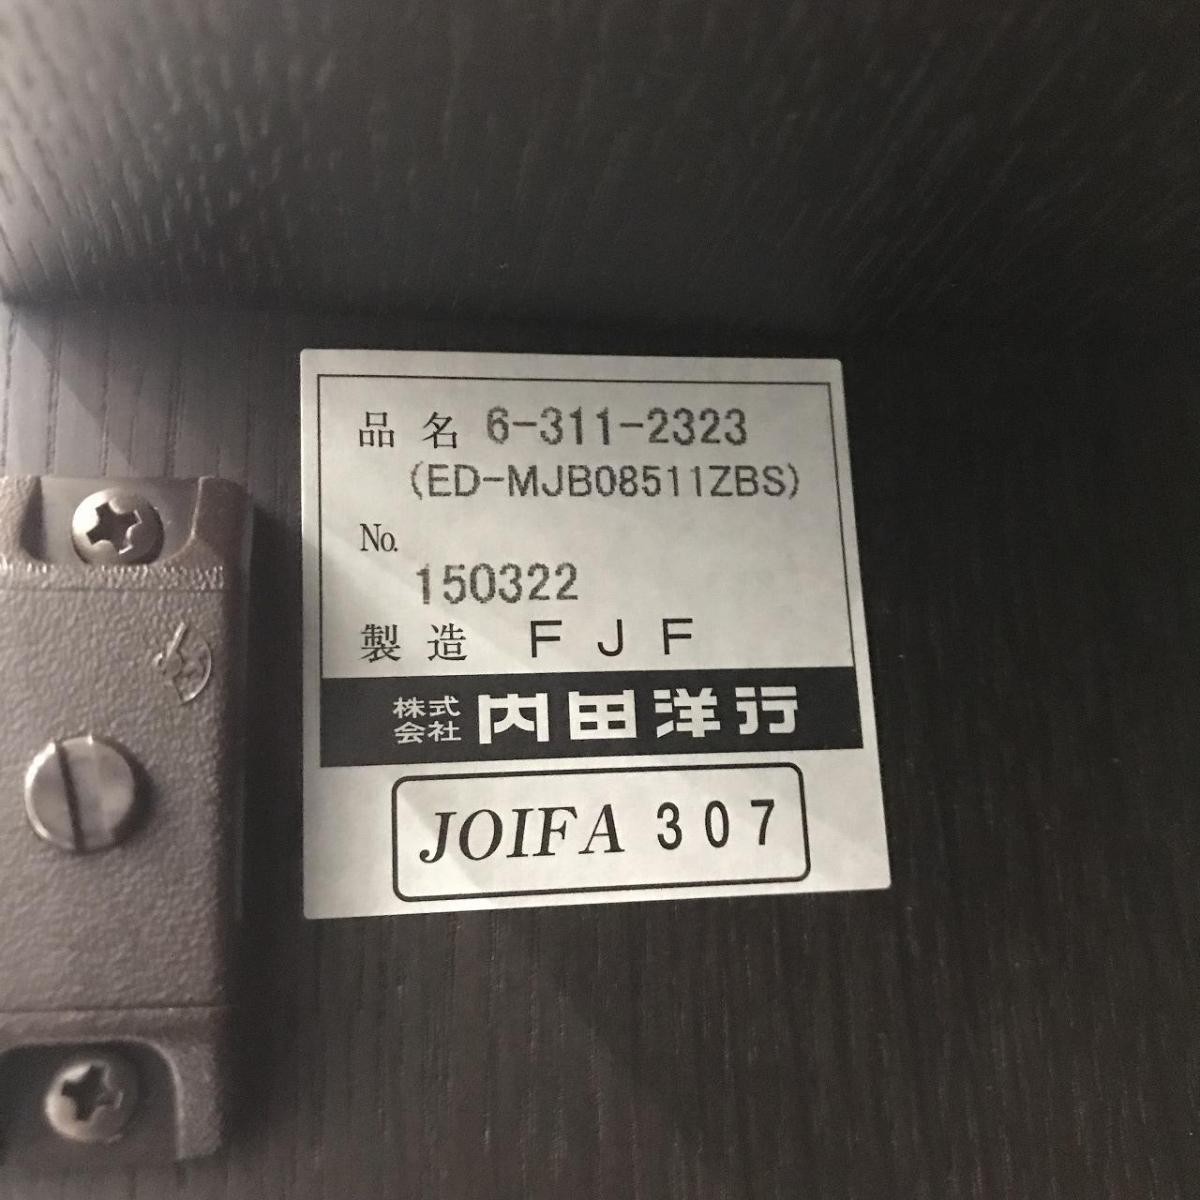 品名 6-311-2323
(ED-MJB08511ZBS)
No.
150322
製造 FJF
株式会社 内田洋行
JOIFA 307